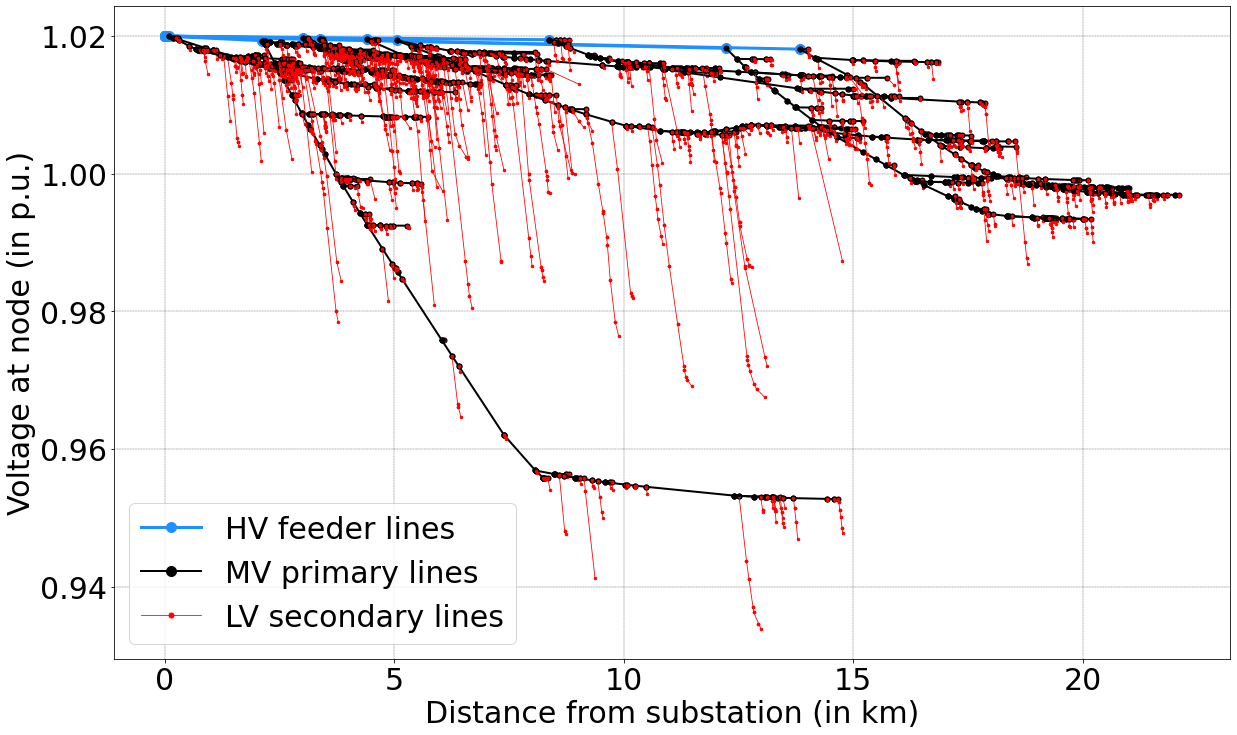 Voltage at node (in p.u.)
1.02
1.00
0.98
0.96
0.94
HV feeder lines
MV primary lines
LV secondary lines
0 5 10 15 20
Distance from substation (in km)